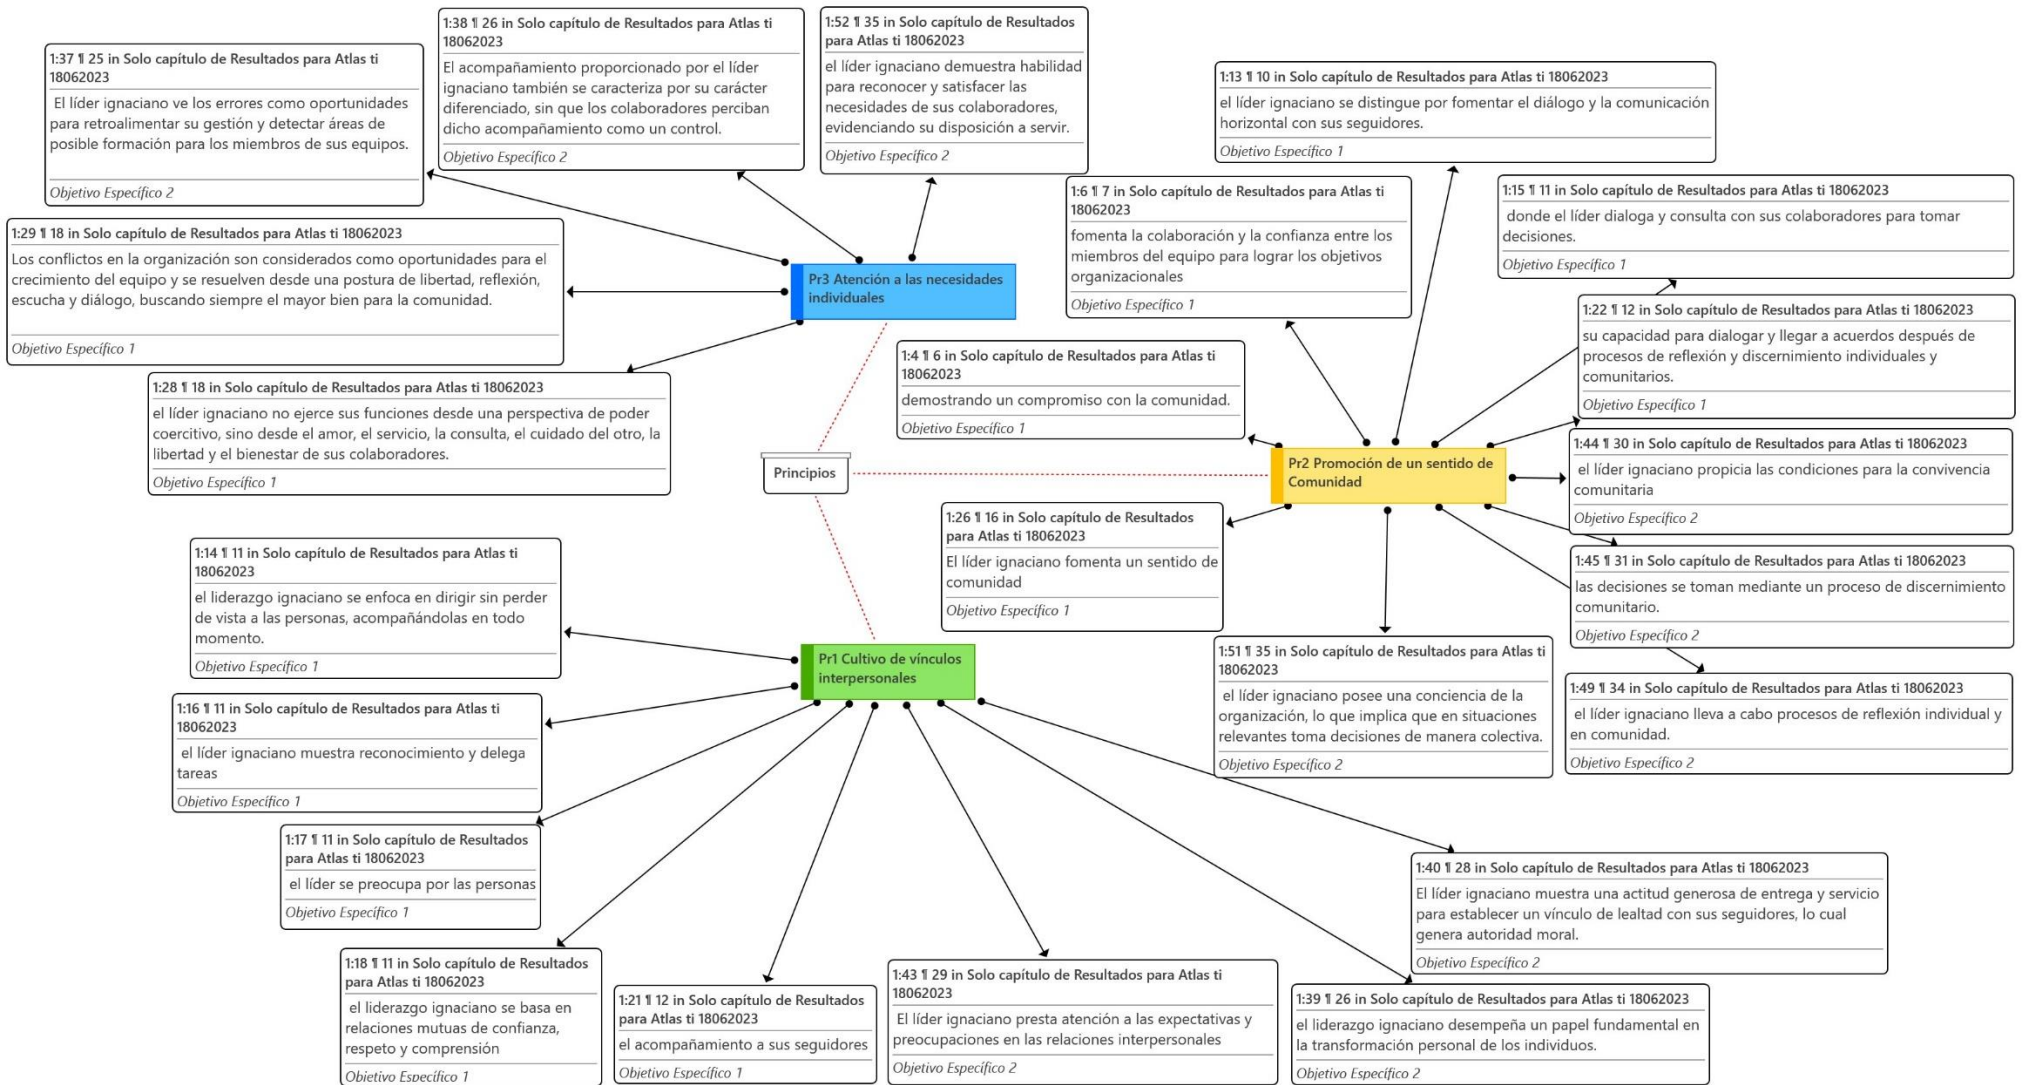 1:37 ¶ 25 in Solo capítulo de Resultados para Atlas ti
18062023
El líder ignaciano ve los errores como oportunidades
para retroalimentar su gestión y detectar áreas de
posible formación para los miembros de sus equipos.
Objetivo Específico 2
1:38 ¶ 26 in Solo capítulo de Resultados para Atlas ti
18062023
El acompañamiento proporcionado por el líder
ignaciano también se caracteriza por su carácter
diferenciado, sin que los colaboradores perciban
dicho acompañamiento como un control.
Objetivo Específico 2
1:52 ¶ 35 in Solo capítulo de Resultados
para Atlas ti 18062023
el líder ignaciano demuestra habilidad
para reconocer y satisfacer las
necesidades de sus colaboradores,
evidenciando su disposición a servir.
Objetivo Específico 2
1:13 ¶ 10 in Solo capítulo de Resultados para Atlas ti 18062023
el líder ignaciano se distingue por fomentar el diálogo y la comunicación
horizontal con sus seguidores.
Objetivo Específico 1
1:6 ¶ 7 in Solo capítulo de Resultados para Atlas ti
18062023
fomenta la colaboración y la confianza entre los
miembros del equipo para lograr los objetivos
organizacionales
Objetivo Específico 1
1:15 ¶ 11 in Solo capítulo de Resultados para Atlas ti 18062023
donde el líder dialoga y consulta con sus colaboradores para tomar
decisiones.
Objetivo Específico 1
1:29 ¶ 18 in Solo capítulo de Resultados para Atlas ti 18062023
Los conflictos en la organización son considerados como oportunidades para el
crecimiento del equipo y se resuelven desde una postura de libertad, reflexión,
escucha y diálogo, buscando siempre el mayor bien para la comunidad.
Objetivo Específico 1
Pr3 Atención a las necesidades
individuales
1:22 ¶ 12 in Solo capítulo de Resultados para Atlas ti 18062023
su capacidad para dialogar y llegar a acuerdos después de
procesos de reflexión y discernimiento individuales y
comunitarios.
Objetivo Específico 1
1:4 ¶ 6 in Solo capítulo de Resultados para Atlas ti
18062023
demostrando un compromiso con la comunidad.
Objetivo Específico 1
1:28 ¶ 18 in Solo capítulo de Resultados para Atlas ti 18062023
el líder ignaciano no ejerce sus funciones desde una perspectiva de poder
coercitivo, sino desde el amor, el servicio, la consulta, el cuidado del otro, la
libertad y el bienestar de sus colaboradores.
Objetivo Específico 1
Principios
Pr2 Promoción de un sentido de
Comunidad
1:44 ¶ 30 in Solo capítulo de Resultados para Atlas ti 18062023
el líder ignaciano propicia las condiciones para la convivencia
comunitaria
Objetivo Específico 2
1:26 ¶ 16 in Solo capítulo de Resultados
para Atlas ti 18062023
El líder ignaciano fomenta un sentido de
comunidad
Objetivo Específico 1
1:45 ¶ 31 in Solo capítulo de Resultados para Atlas ti 18062023
las decisiones se toman mediante un proceso de discernimiento
comunitario.
Objetivo Específico 2
1:14 ¶ 11 in Solo capítulo de Resultados para Atlas ti
18062023
el liderazgo ignaciano se enfoca en dirigir sin perder
de vista a las personas, acompañándolas en todo
momento.
Objetivo Específico 1
Pr1 Cultivo de vínculos
interpersonales
1:51 ¶ 35 in Solo capítulo de Resultados para Atlas ti
18062023
el líder ignaciano posee una conciencia de la
organización, lo que implica que en situaciones
relevantes toma decisiones de manera colectiva.
Objetivo Específico 2
1:49 ¶ 34 in Solo capítulo de Resultados para Atlas ti 18062023
el líder ignaciano lleva a cabo procesos de reflexión individual y
en comunidad.
Objetivo Específico 2
1:16 ¶ 11 in Solo capítulo de Resultados para Atlas ti
18062023
el líder ignaciano muestra reconocimiento y delega
tareas
Objetivo Específico 1
1:17 ¶ 11 in Solo capítulo de Resultados
para Atlas ti 18062023
el líder se preocupa por las personas
Objetivo Específico 1
1:40 ¶ 28 in Solo capítulo de Resultados para Atlas ti 18062023
El líder ignaciano muestra una actitud generosa de entrega y servicio
para establecer un vínculo de lealtad con sus seguidores, lo cual
genera autoridad moral.
Objetivo Específico 2
1:18 ¶ 11 in Solo capítulo de Resultados
para Atlas ti 18062023
el liderazgo ignaciano se basa en
relaciones mutuas de confianza,
respeto y comprensión
Objetivo Específico 1
1:21 ¶ 12 in Solo capítulo de Resultados
para Atlas ti 18062023
el acompañamiento a sus seguidores
Objetivo Específico 1
1:43 ¶ 29 in Solo capítulo de Resultados para Atlas ti
18062023
El líder ignaciano presta atención a las expectativas y
preocupaciones en las relaciones interpersonales
Objetivo Específico 2
1:39 ¶ 26 in Solo capítulo de Resultados para Atlas ti 18062023
el liderazgo ignaciano desempeña un papel fundamental en
la transformación personal de los individuos.
Objetivo Específico 2